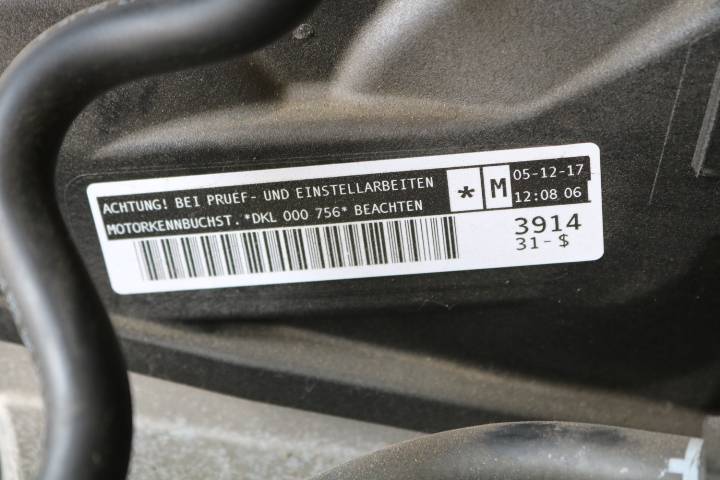 ACHTUNG! BEI PRUEF- UND EINSTELLARBEITEN
MOTORKENNBUCHST. *DKL 000 756* BEACHTEN
* M
05-12-17
12:08 06
3914
31-$